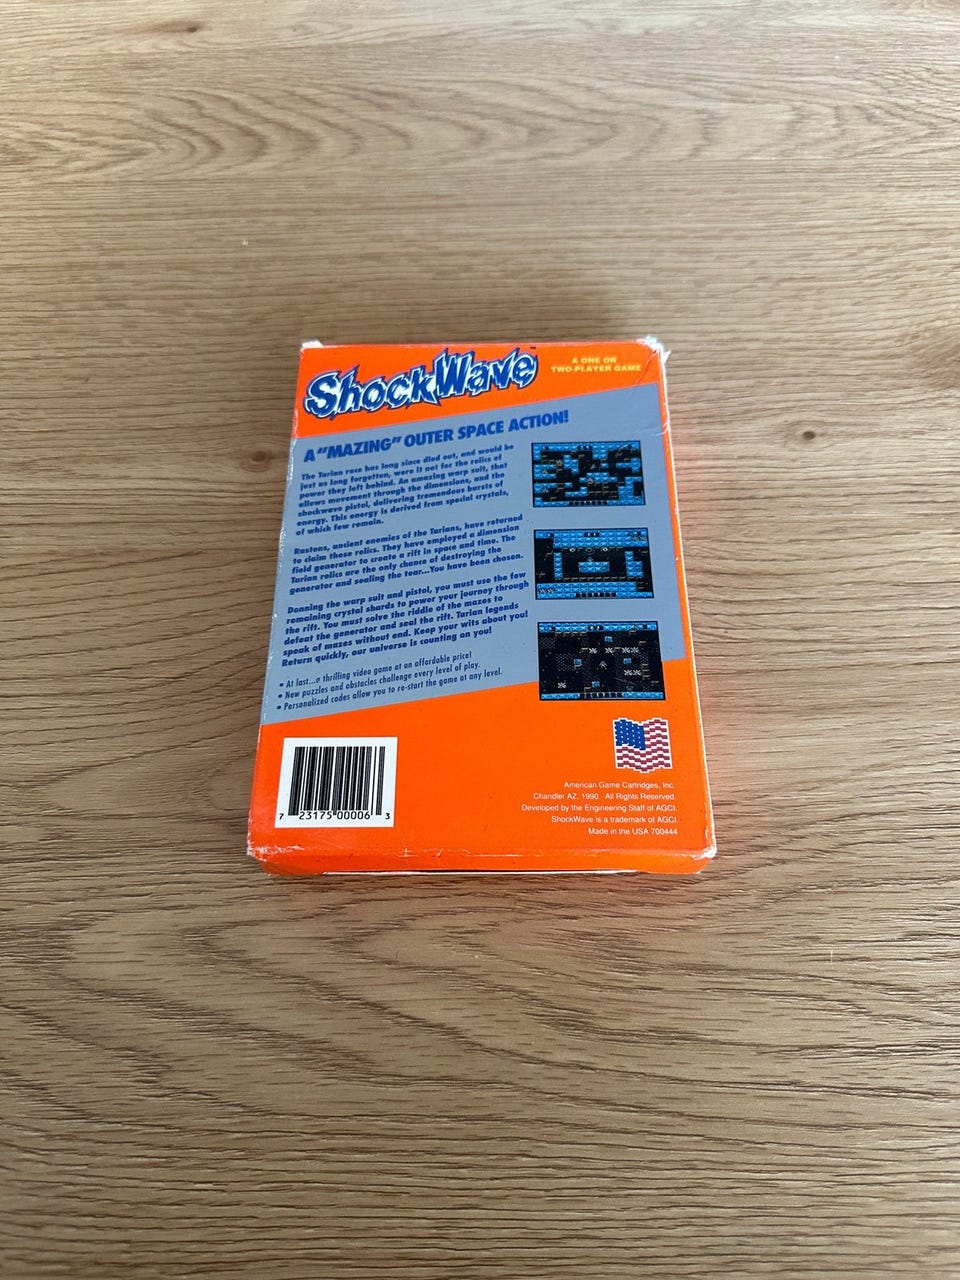 ShockWave™
A ONE OR
TWO-PLAYER GAME
A "MAZING" OUTER SPACE ACTION!
The Tarian race has long since died out, and would be
just as long forgotten, were it not for the relics of
power they left behind. An amazing warp suit, that
allows movement through the dimensions, and the
shockwave pistol, delivering tremendous bursts of
energy. This energy is derived from special crystals,
of which few remain.
Rastons, ancient enemies of the Tarians, have returned
to claim these relics. They have employed a dimension
field generator to create a rift in space and time. The
Tarian relics are the only chance of destroying the
generator and sealing the tear...You have been chosen.
Donning the warp suit and pistol, you must use the few
remaining crystal shards to power your journey through
the rift. You must solve the riddle of the mazes to
defeat the generator and seal the rift. Tarian legends
speak of mazes without end. Keep your wits about you!
Return quickly, our universe is counting on you!
• At last...a thrilling video game at an affordable price!
• New puzzles and obstacles challenge every level of play.
• Personalized codes allow you to re-start the game at any level.
7 23175 00006 3
American Game Cartridges, Inc
Chandler AZ, 1990. All Rights Reserved.
Developed by the Engineering Staff of AGCI.
ShockWave is a trademark of AGCI.
Made in the USA 700444